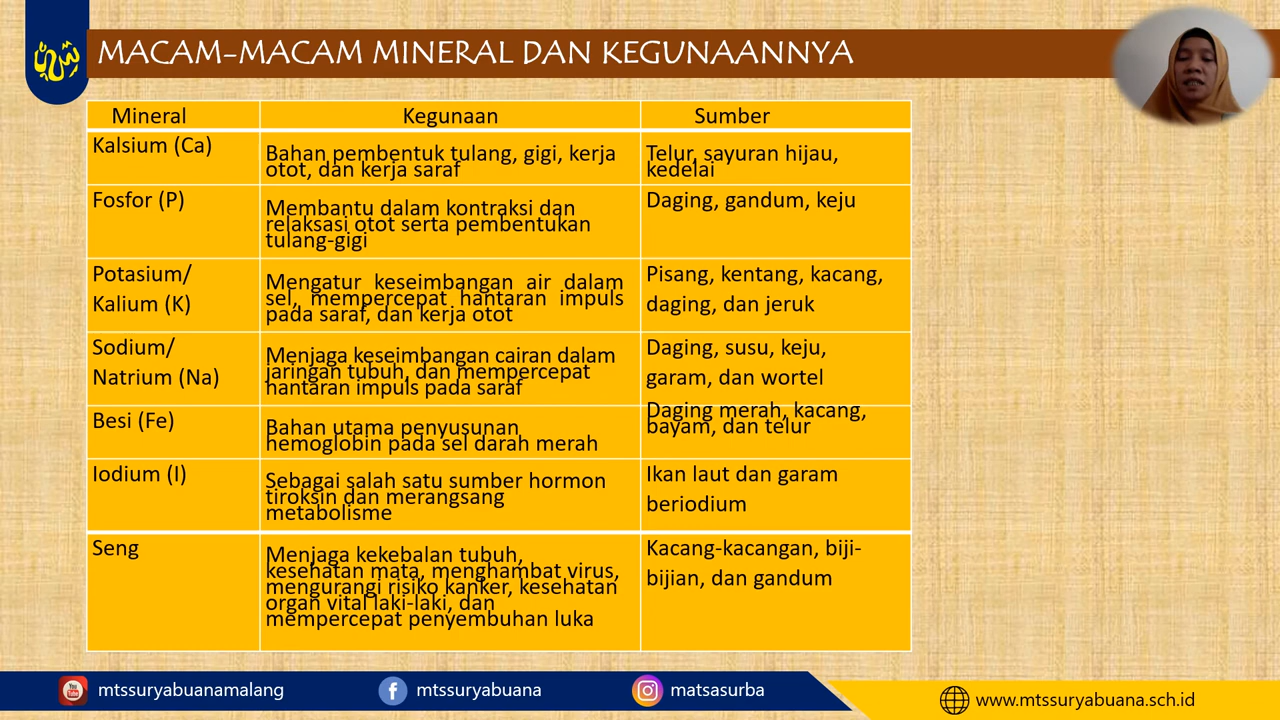 MACAM-MACAM MINERAL DAN KEGUNAANNYA
Mineral
Kegunaan
Sumber
Kalsium (Ca)
Bahan pembentuk tulang, gigi, kerja
otot, dan kerja saraf
Telur, sayuran hijau,
kedelai
Fosfor (P)
Membantu dalam kontraksi dan
relaksasi otot serta pembentukan
tulang-gigi
Daging, gandum, keju
Potasium/
Kalium (K)
Mengatur keseimbangan air dalam
sel, mempercepat hantaran impuls
pada saraf, dan kerja otot
Pisang, kentang, kacang,
daging, dan jeruk
Sodium/
Natrium (Na)
Menjaga keseimbangan cairan dalam
jaringan tubuh, dan mempercepat
hantaran impuls pada saraf
Daging, susu, keju,
garam, dan wortel
Besi (Fe)
Bahan utama penyusunan
hemoglobin pada sel darah merah
Daging merah, kacang,
bayam, dan telur
Iodium (I)
Sebagai salah satu sumber hormon
tiroksin dan merangsang
metabolisme
Ikan laut dan garam
beriodium
Seng
Menjaga kekebalan tubuh,
kesehatan mata, menghambat virus,
mengurangi risiko kanker, kesehatan
organ vital laki-laki, dan
mempercepat penyembuhan luka
Kacang-kacangan, biji-
bijian, dan gandum
mtssuryabuanamalang
mtssuryabuana
matsasurba
www.mtssuryabuana.sch.id